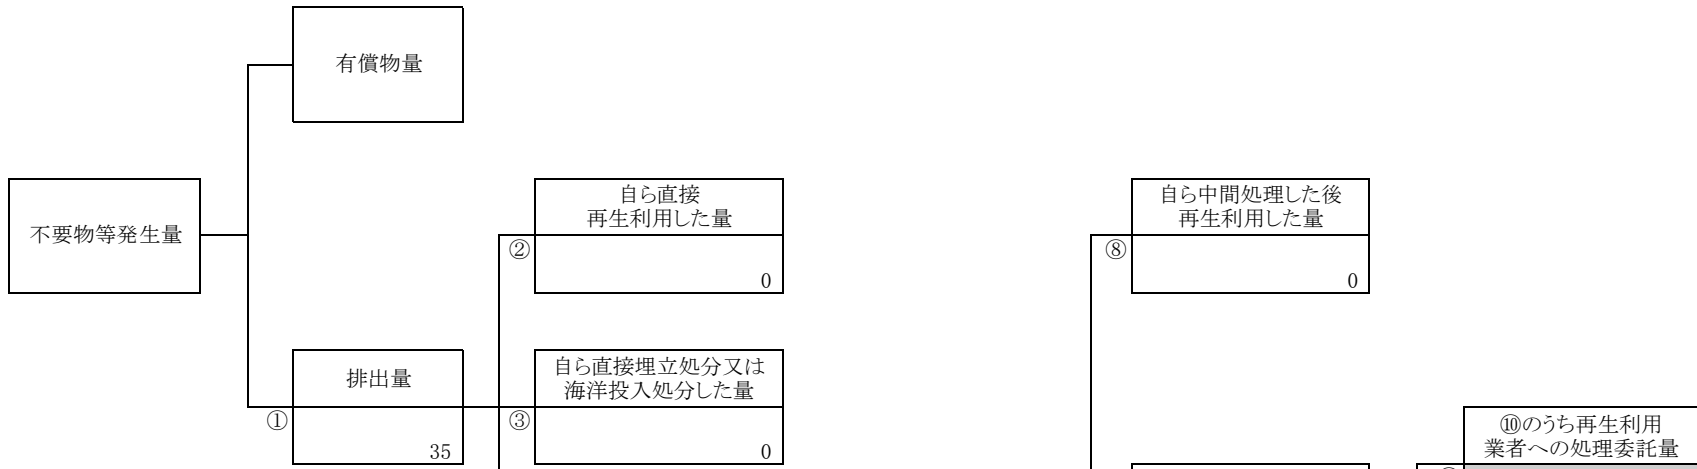 有償物量
不要物等発生量
自ら直接
再生利用した量
②
0
自ら中間処理した後
再生利用した量
⑧
0
排出量
①
35
自ら直接埋立処分又は
海洋投入処分した量
③
0
⑩のうち再生利用
業者への処理委託量